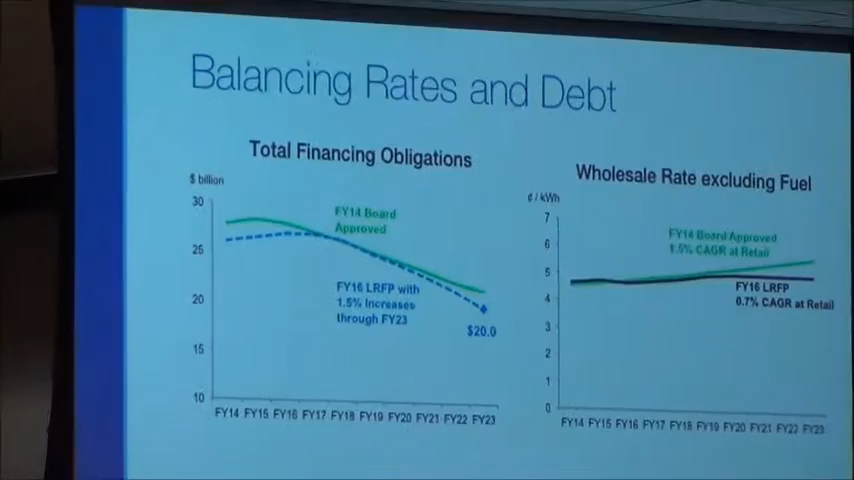 Balancing Rates and Debt
Total Financing Obligations
$ billion
30
25
20
15
10
FY14 Board
Approved
FY16 LRFP with
1.5% Increases
through FY23
$20.0
FY14 FY15 FY16 FY17 FY18 FY19 FY20 FY21 FY22 FY23
Wholesale Rate excluding Fuel
¢ / kWh
7
6
5
4
3
2
1
0
FY14 Board Approved
1.5% CAGR at Retail
FY16 LRFP
0.7% CAGR at Retail
FY14 FY15 FY16 FY17 FY18 FY19 FY20 FY21 FY22 FY23